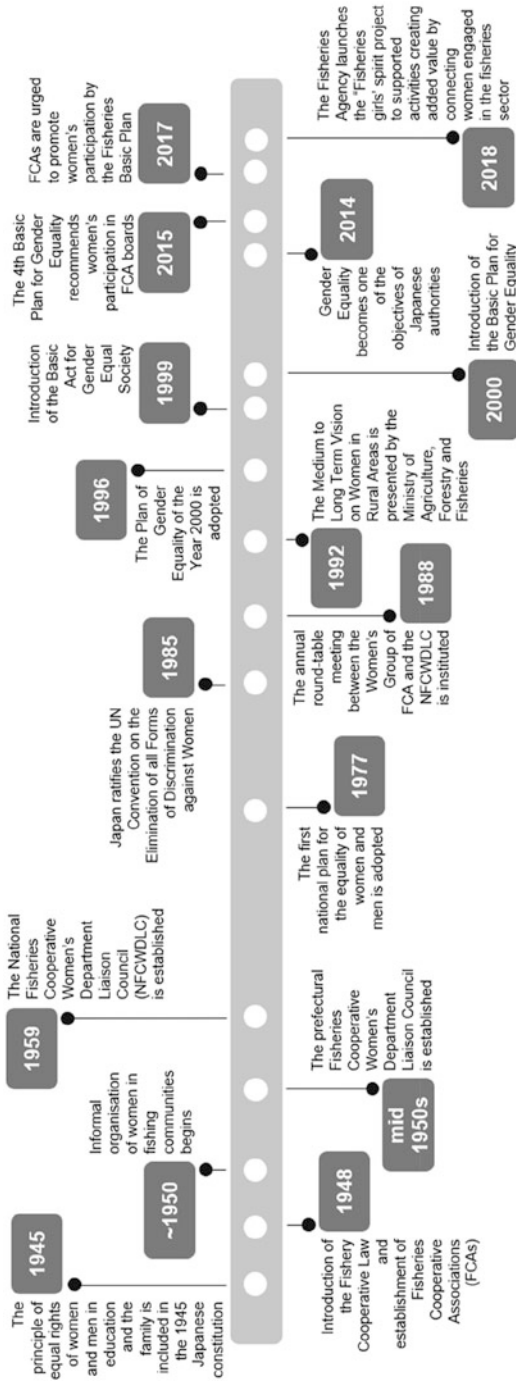 1945
The
principle of
equal rights
of women
and men in
education
and the
family is
included in
the 1945
Japanese
constitution
1948
Introduction of
the Fishery
Cooperative Law
and
establishment of
Fisheries
Cooperative
Associations
(FCAs)
~1950
Informal
organisation
of women in
fishing
communities
begins
mid
1950s
The prefectural
Fisheries
Cooperative
Women's
Department
Liaison Council
is established
1959
The National
Fisheries
Cooperative
Women's
Department
Liaison
Council
(NFCWDLC)
is established
1977
The first
national plan for
the equality of
women and
men is adopted
1985
Japan ratifies the UN
Convention on the
Elimination of all Forms
of Discrimination
against Women
1988
The annual
round-table
meeting
between the
Women's
Group of
FCA and the
NFCWDLC
is instituted
1992
The Medium to
Long Term Vision
on Women in
Rural Areas is
presented by the
Ministry of
Agriculture,
Forestry and
Fisheries
1996
The Plan of
Gender
Equality of the
Year 2000 is
adopted
1999
Introduction
of the Basic
Act for
Gender
Equal
Society
2000
Introduction of
the Basic Plan for
Gender Equality
2014
Gender
Equality
becomes one
of the
objectives of
Japanese
authorities
2015
The 4th Basic
Plan for Gender
Equality
recommends
women's
participation in
FCA boards
2017
FCAs are urged
to promote
women's
participation by
the Fisheries
Basic Plan
2018
The Fisheries
Agency launches
the "Fisheries
girls' spirit project
to supported
activities creating
added value by
connecting
women engaged
in the fisheries
sector